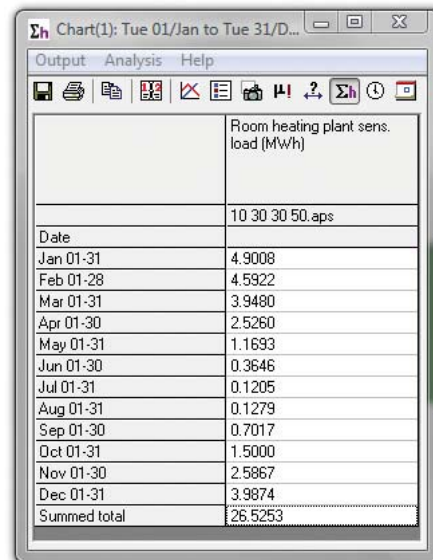 Σh Chart(1): Tue 01/Jan to Tue 31/D...
Output Analysis Help
Room heating plant sens.
load (MWh)
10 30 30 50.aps
Date
Jan 01-31 4.9008
Feb 01-28 4.5922
Mar 01-31 3.9480
Apr 01-30 2.5260
May 01-31 1.1693
Jun 01-30 0.3646
Jul 01-31 0.1205
Aug 01-31 0.1279
Sep 01-30 0.7017
Oct 01-31 1.5000
Nov 01-30 2.5867
Dec 01-31 3.9874
Summed total 26.5253